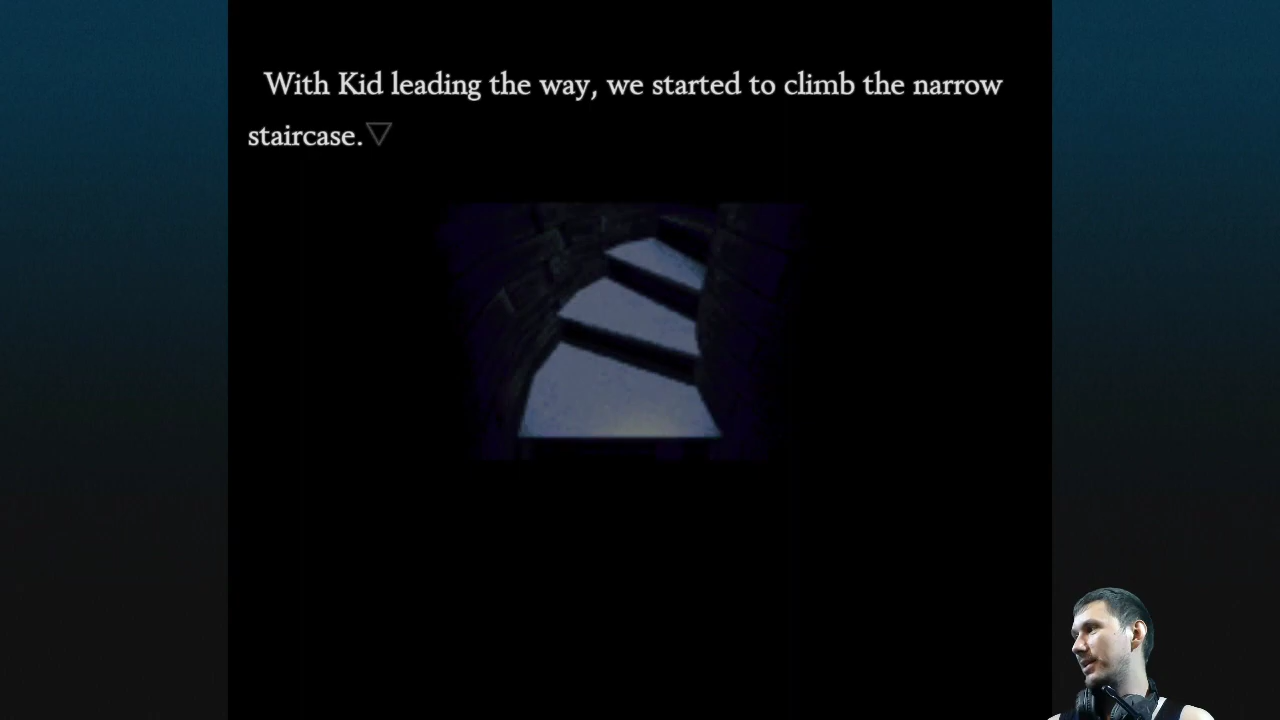 With Kid leading the way, we started to climb the narrow
staircase.